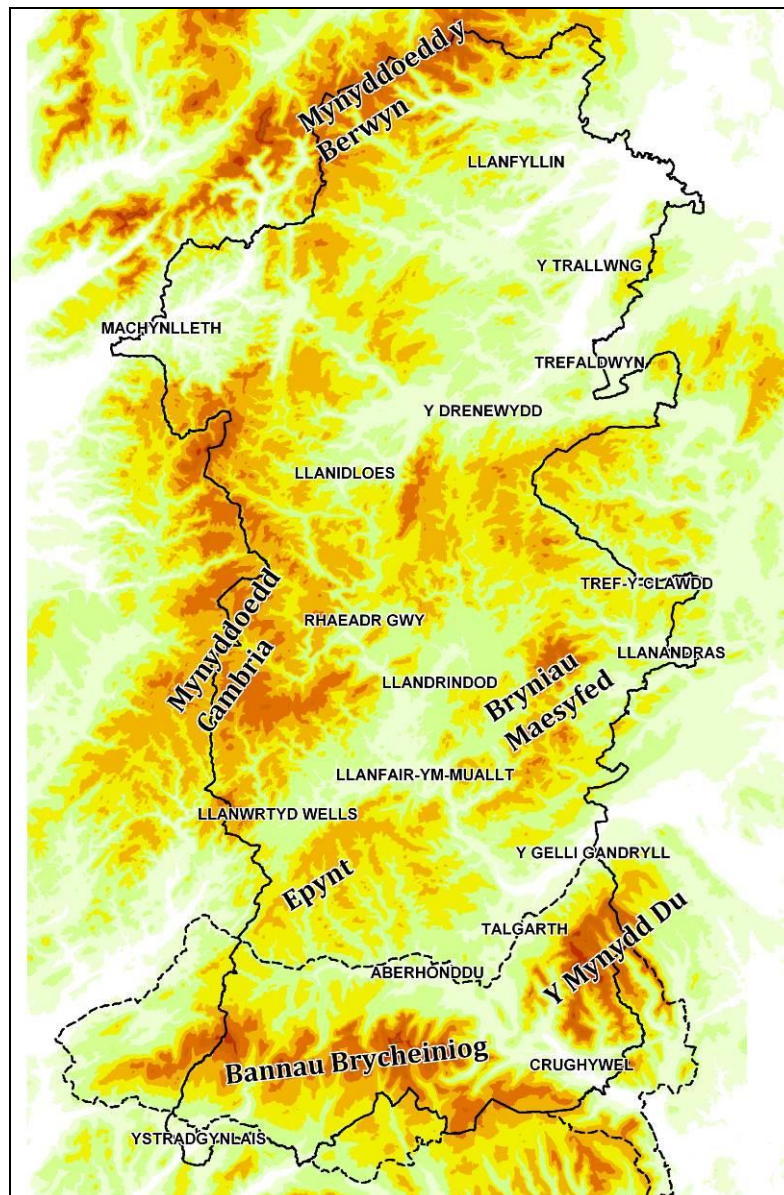 Mynyddoedd y
Berwyn
LLANFYLLIN
Y TRALLWNG
MACHYNLLETH
TREFALDWYN
Y DRENEWYDD
LLANIDLOES
TREF-Y-CLAWDD
RHAEADR GWY
LLANANDRAS
Mynyddoedd
Cambria
LLANDRINDOD
Bryniau
Maesyfed
LLANFAIR-YM-MUALLT
LLANWRTYD WELLS
Y GELLI GANDRYLL
Epynt
TALGARTH
Y Mynydd Du
ABERHONDDU
Bannau Brycheiniog
CRUGHYWEL
YSTRADGYNLAIS